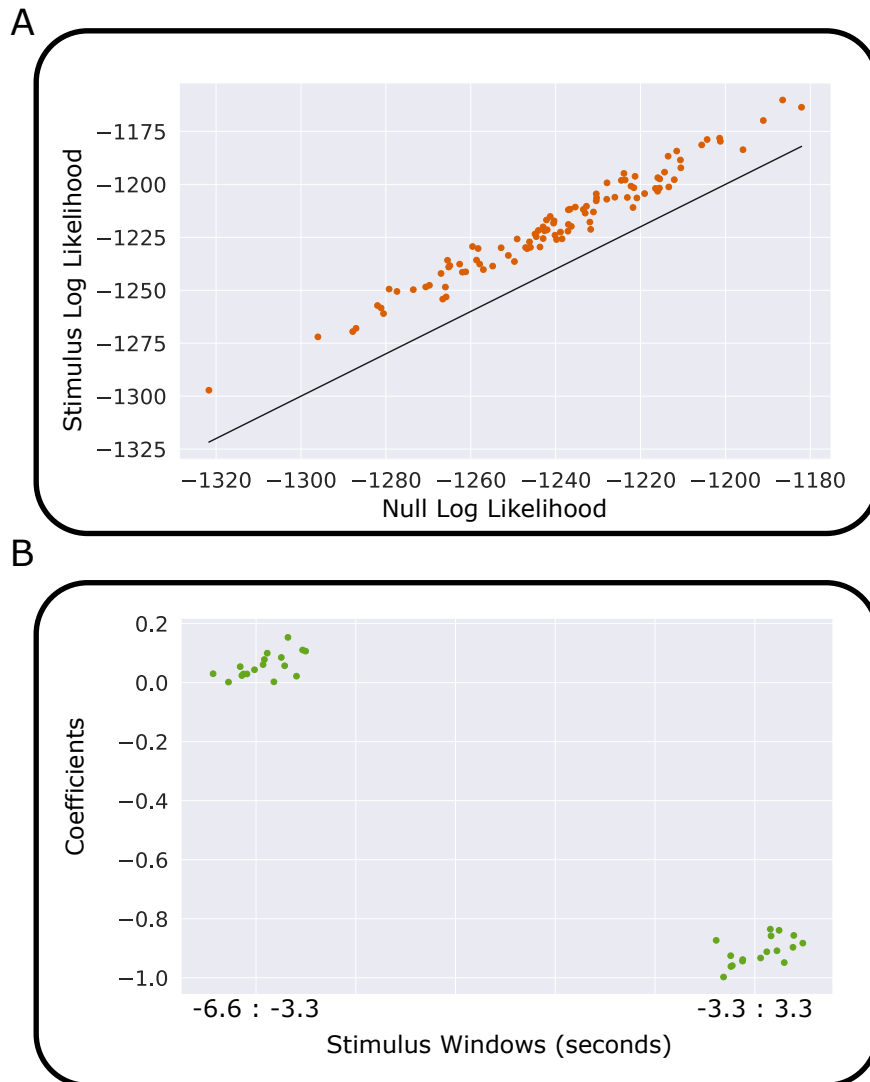 A
Stimulus Log Likelihood
−1175
−1200
−1225
−1250
−1275
−1300
−1325
−1320 −1300 −1280 −1260 −1240 −1220 −1200 −1180
Null Log Likelihood
B
Coefficients
0.2
0.0
−0.2
−0.4
−0.6
−0.8
−1.0
-6.6 : -3.3 -3.3 : 3.3
Stimulus Windows (seconds)